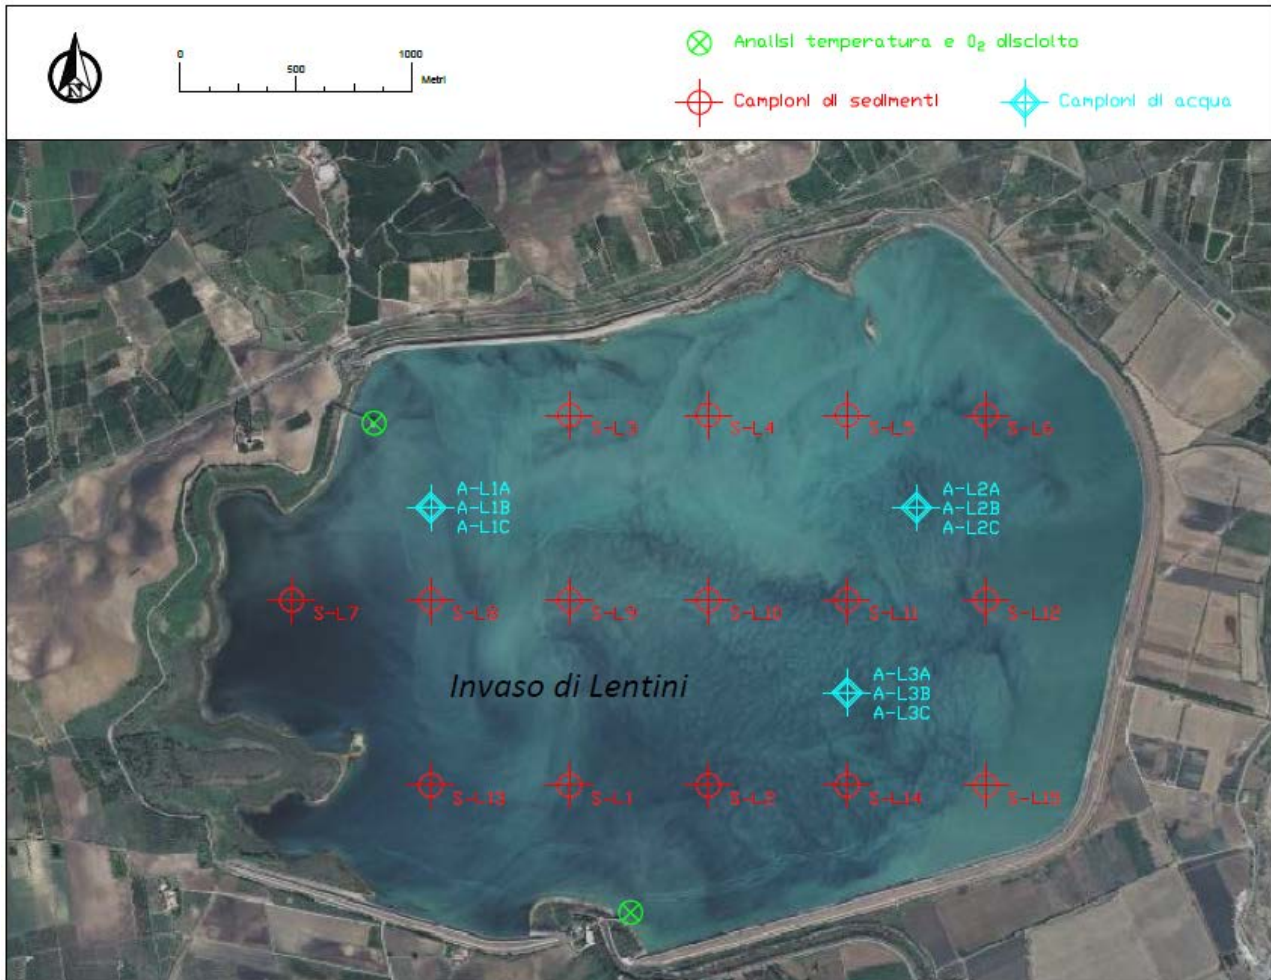 0
500
1000
Metri
N
Analisi temperatura e O₂ disciolto
Campioni di sedimenti
Campioni di acqua
S-L3
S-L4
S-L5
S-L6
A-L1A
A-L1B
A-L1C
A-L2A
A-L2B
A-L2C
S-L7
S-L8
S-L9
S-L10
S-L11
S-L12
Invaso di Lentini
A-L3A
A-L3B
A-L3C
S-L13
S-L1
S-L2
S-L14
S-L15